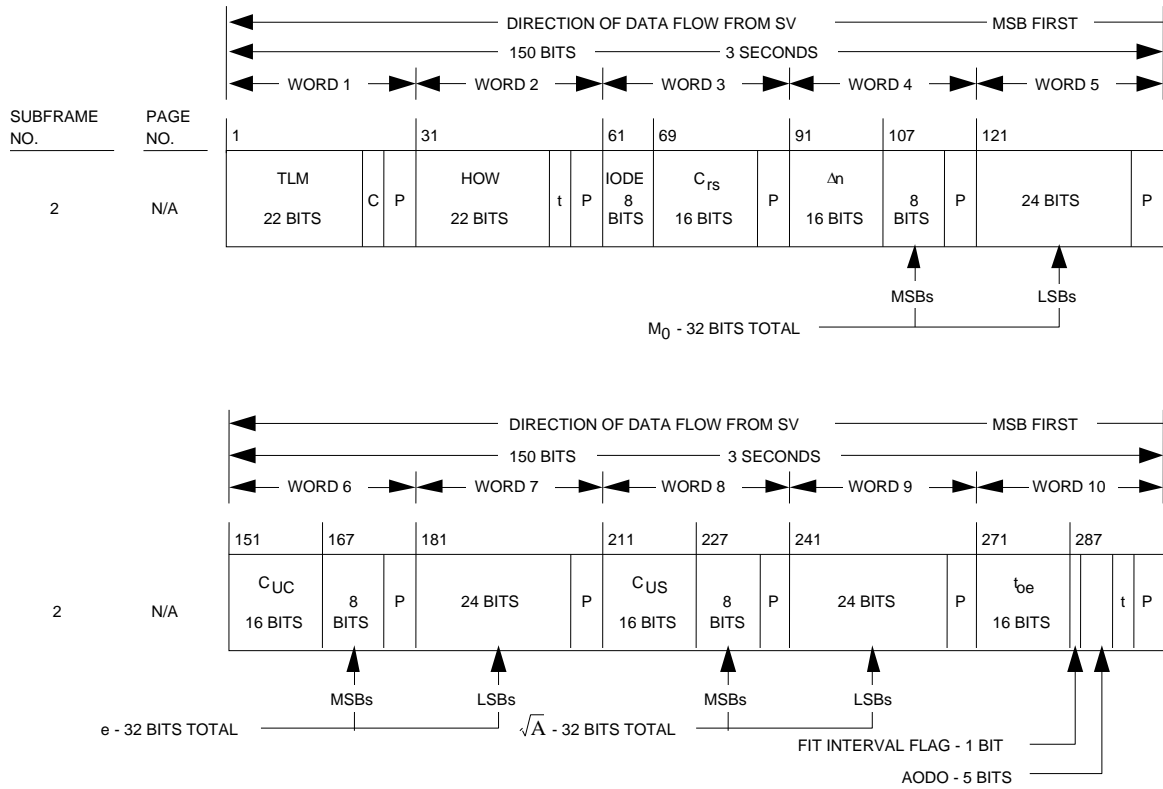 DIRECTION OF DATA FLOW FROM SV MSB FIRST
150 BITS 3 SECONDS
WORD 1 WORD 2 WORD 3 WORD 4 WORD 5
SUBFRAME NO. PAGE NO.
1 31 61 69 91 107 121
2 N/A
TLM 22 BITS
C
P
HOW 22 BITS
t
P
IODE 8 BITS
Crs 16 BITS
P
Δn 16 BITS
8 BITS
P
24 BITS
P
MSBs LSBs
M0 - 32 BITS TOTAL
DIRECTION OF DATA FLOW FROM SV MSB FIRST
150 BITS 3 SECONDS
WORD 6 WORD 7 WORD 8 WORD 9 WORD 10
151 167 181 211 227 241 271 287
2 N/A
CUC 16 BITS
8 BITS
P
24 BITS
P
CUS 16 BITS
8 BITS
P
24 BITS
P
toe 16 BITS
t
P
MSBs LSBs MSBs LSBs
e - 32 BITS TOTAL √A - 32 BITS TOTAL
FIT INTERVAL FLAG - 1 BIT
AODO - 5 BITS